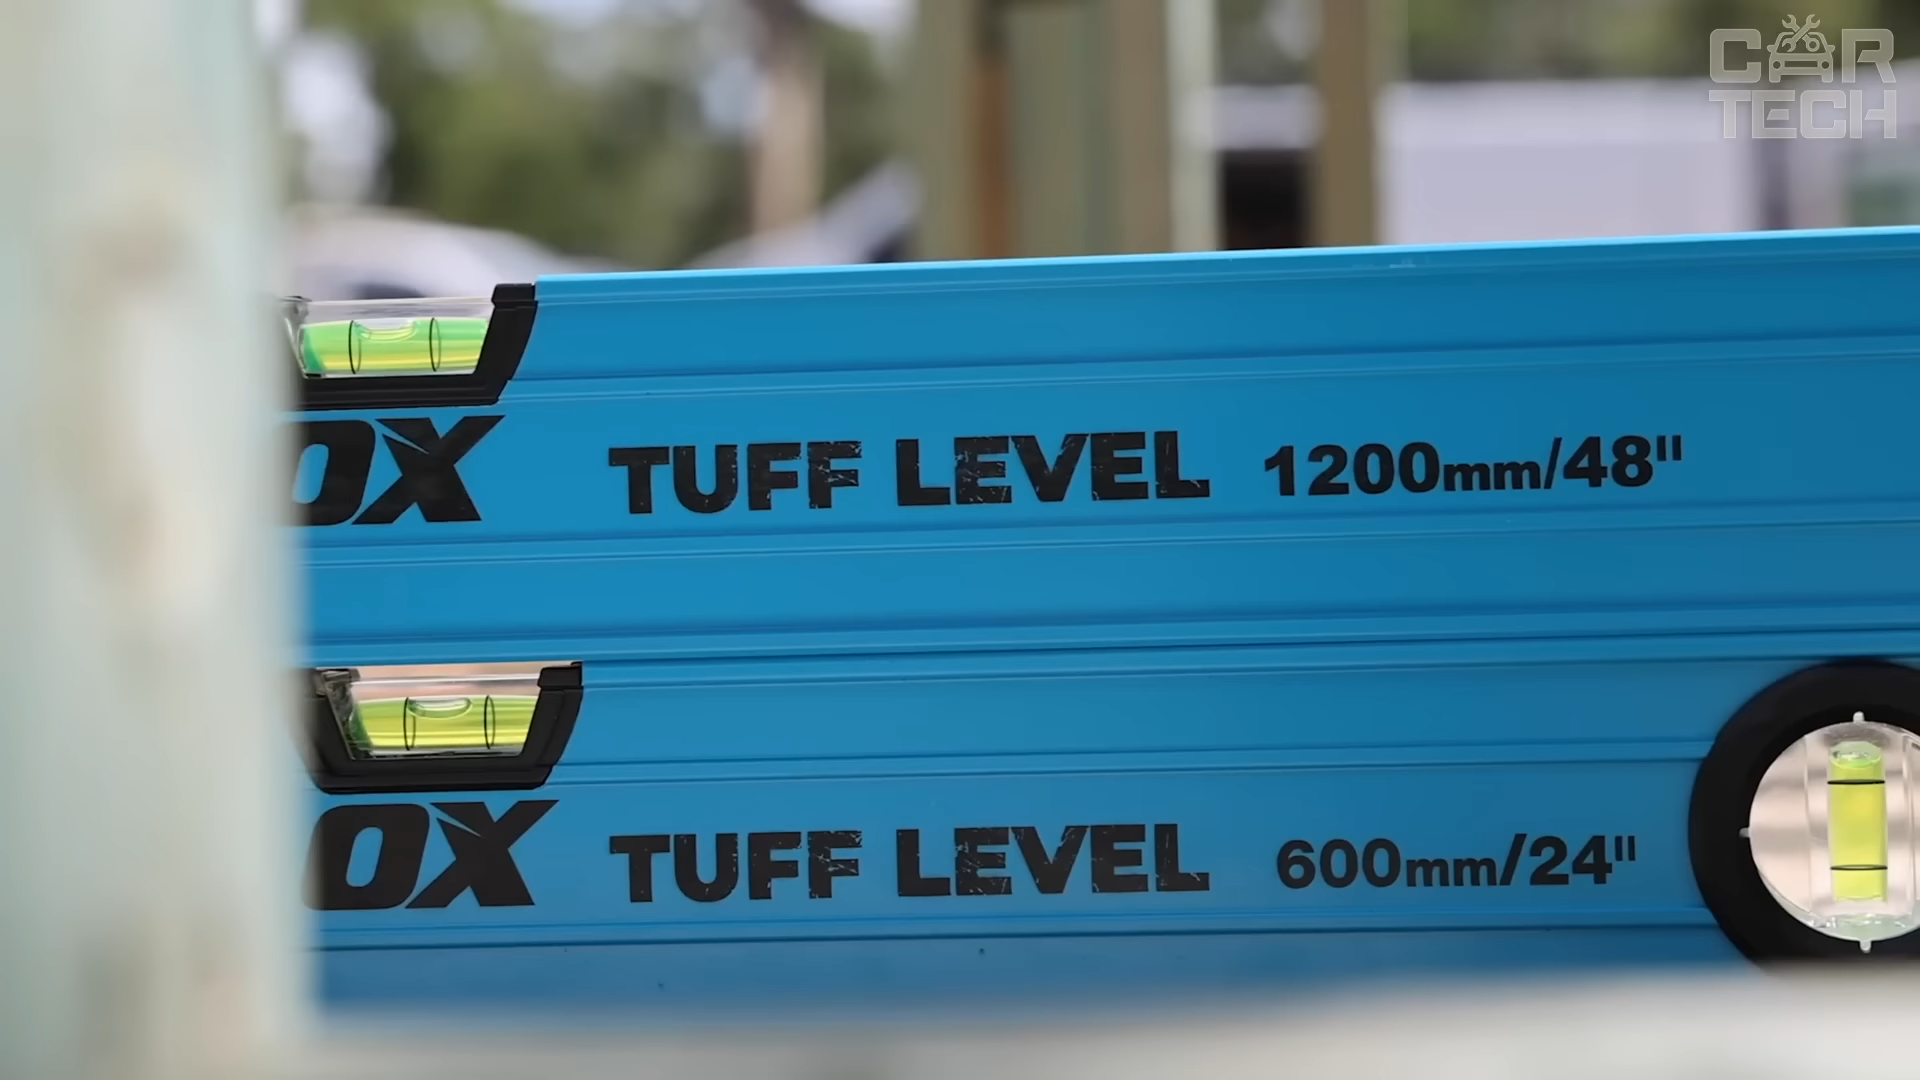 CAR
TECH
OX TUFF LEVEL 1200mm/48"
OX TUFF LEVEL 600mm/24"